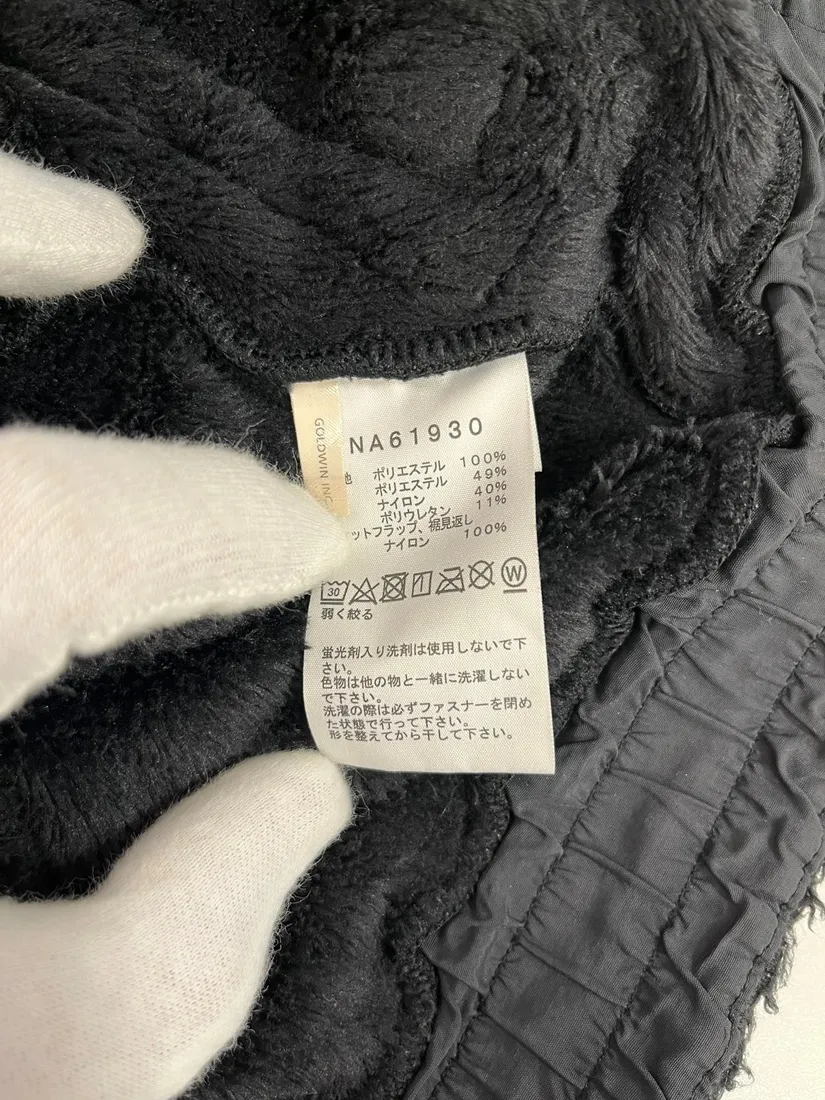 GOLDWIN INC
NA61930
地 ポリエステル 100%
ポリエステル 49%
ナイロン 40%
ポリウレタン 11%
ットフラップ、裾見返し
ナイロン 100%
30
W
弱く絞る
蛍光剤入り洗剤は使用しないで下
さい。
色物は他の物と一緒に洗濯しない
で下さい。
洗濯の際は必ずファスナーを閉め
た状態で行って下さい。
形を整えてから干して下さい。